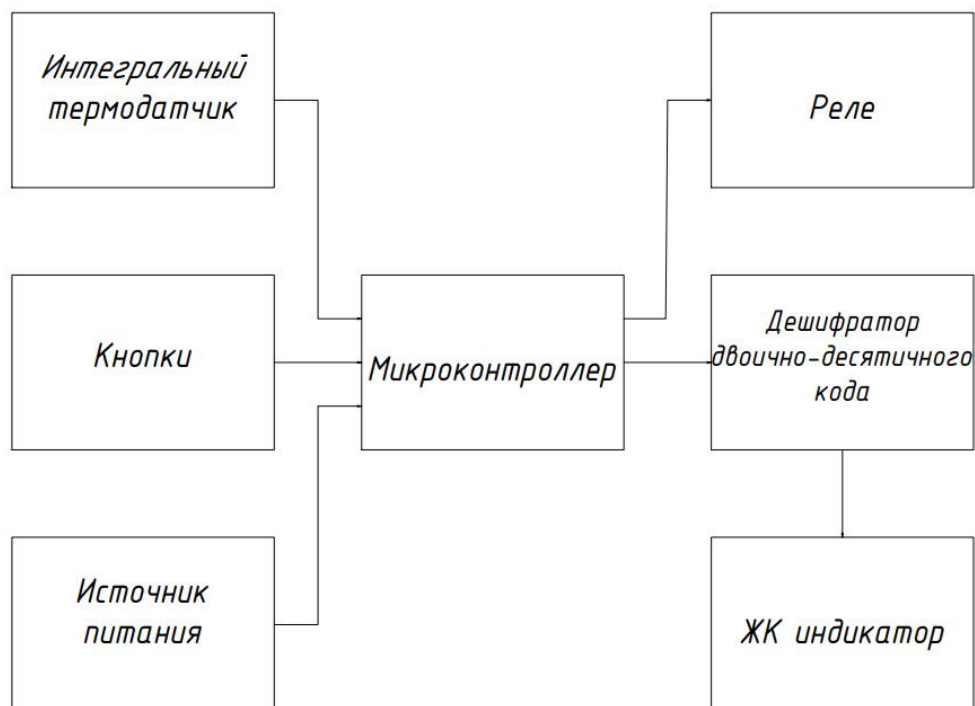 Интегральный
термодатчик
Реле
Кнопки
Микроконтроллер
Дешифратор
двоично-десятичного
кода
Источник
питания
ЖК индикатор